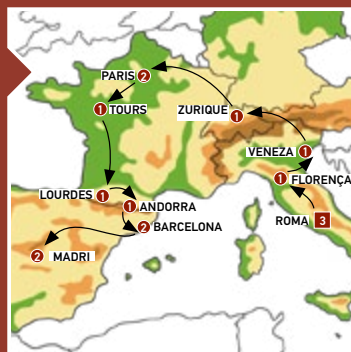 PARIS 2
1 TOURS
ZURIQUE 1
VENEZA 1
1 FLORENÇA
LOURDES 1
1 ANDORRA
ROMA 3
2 BARCELONA
2 MADRI